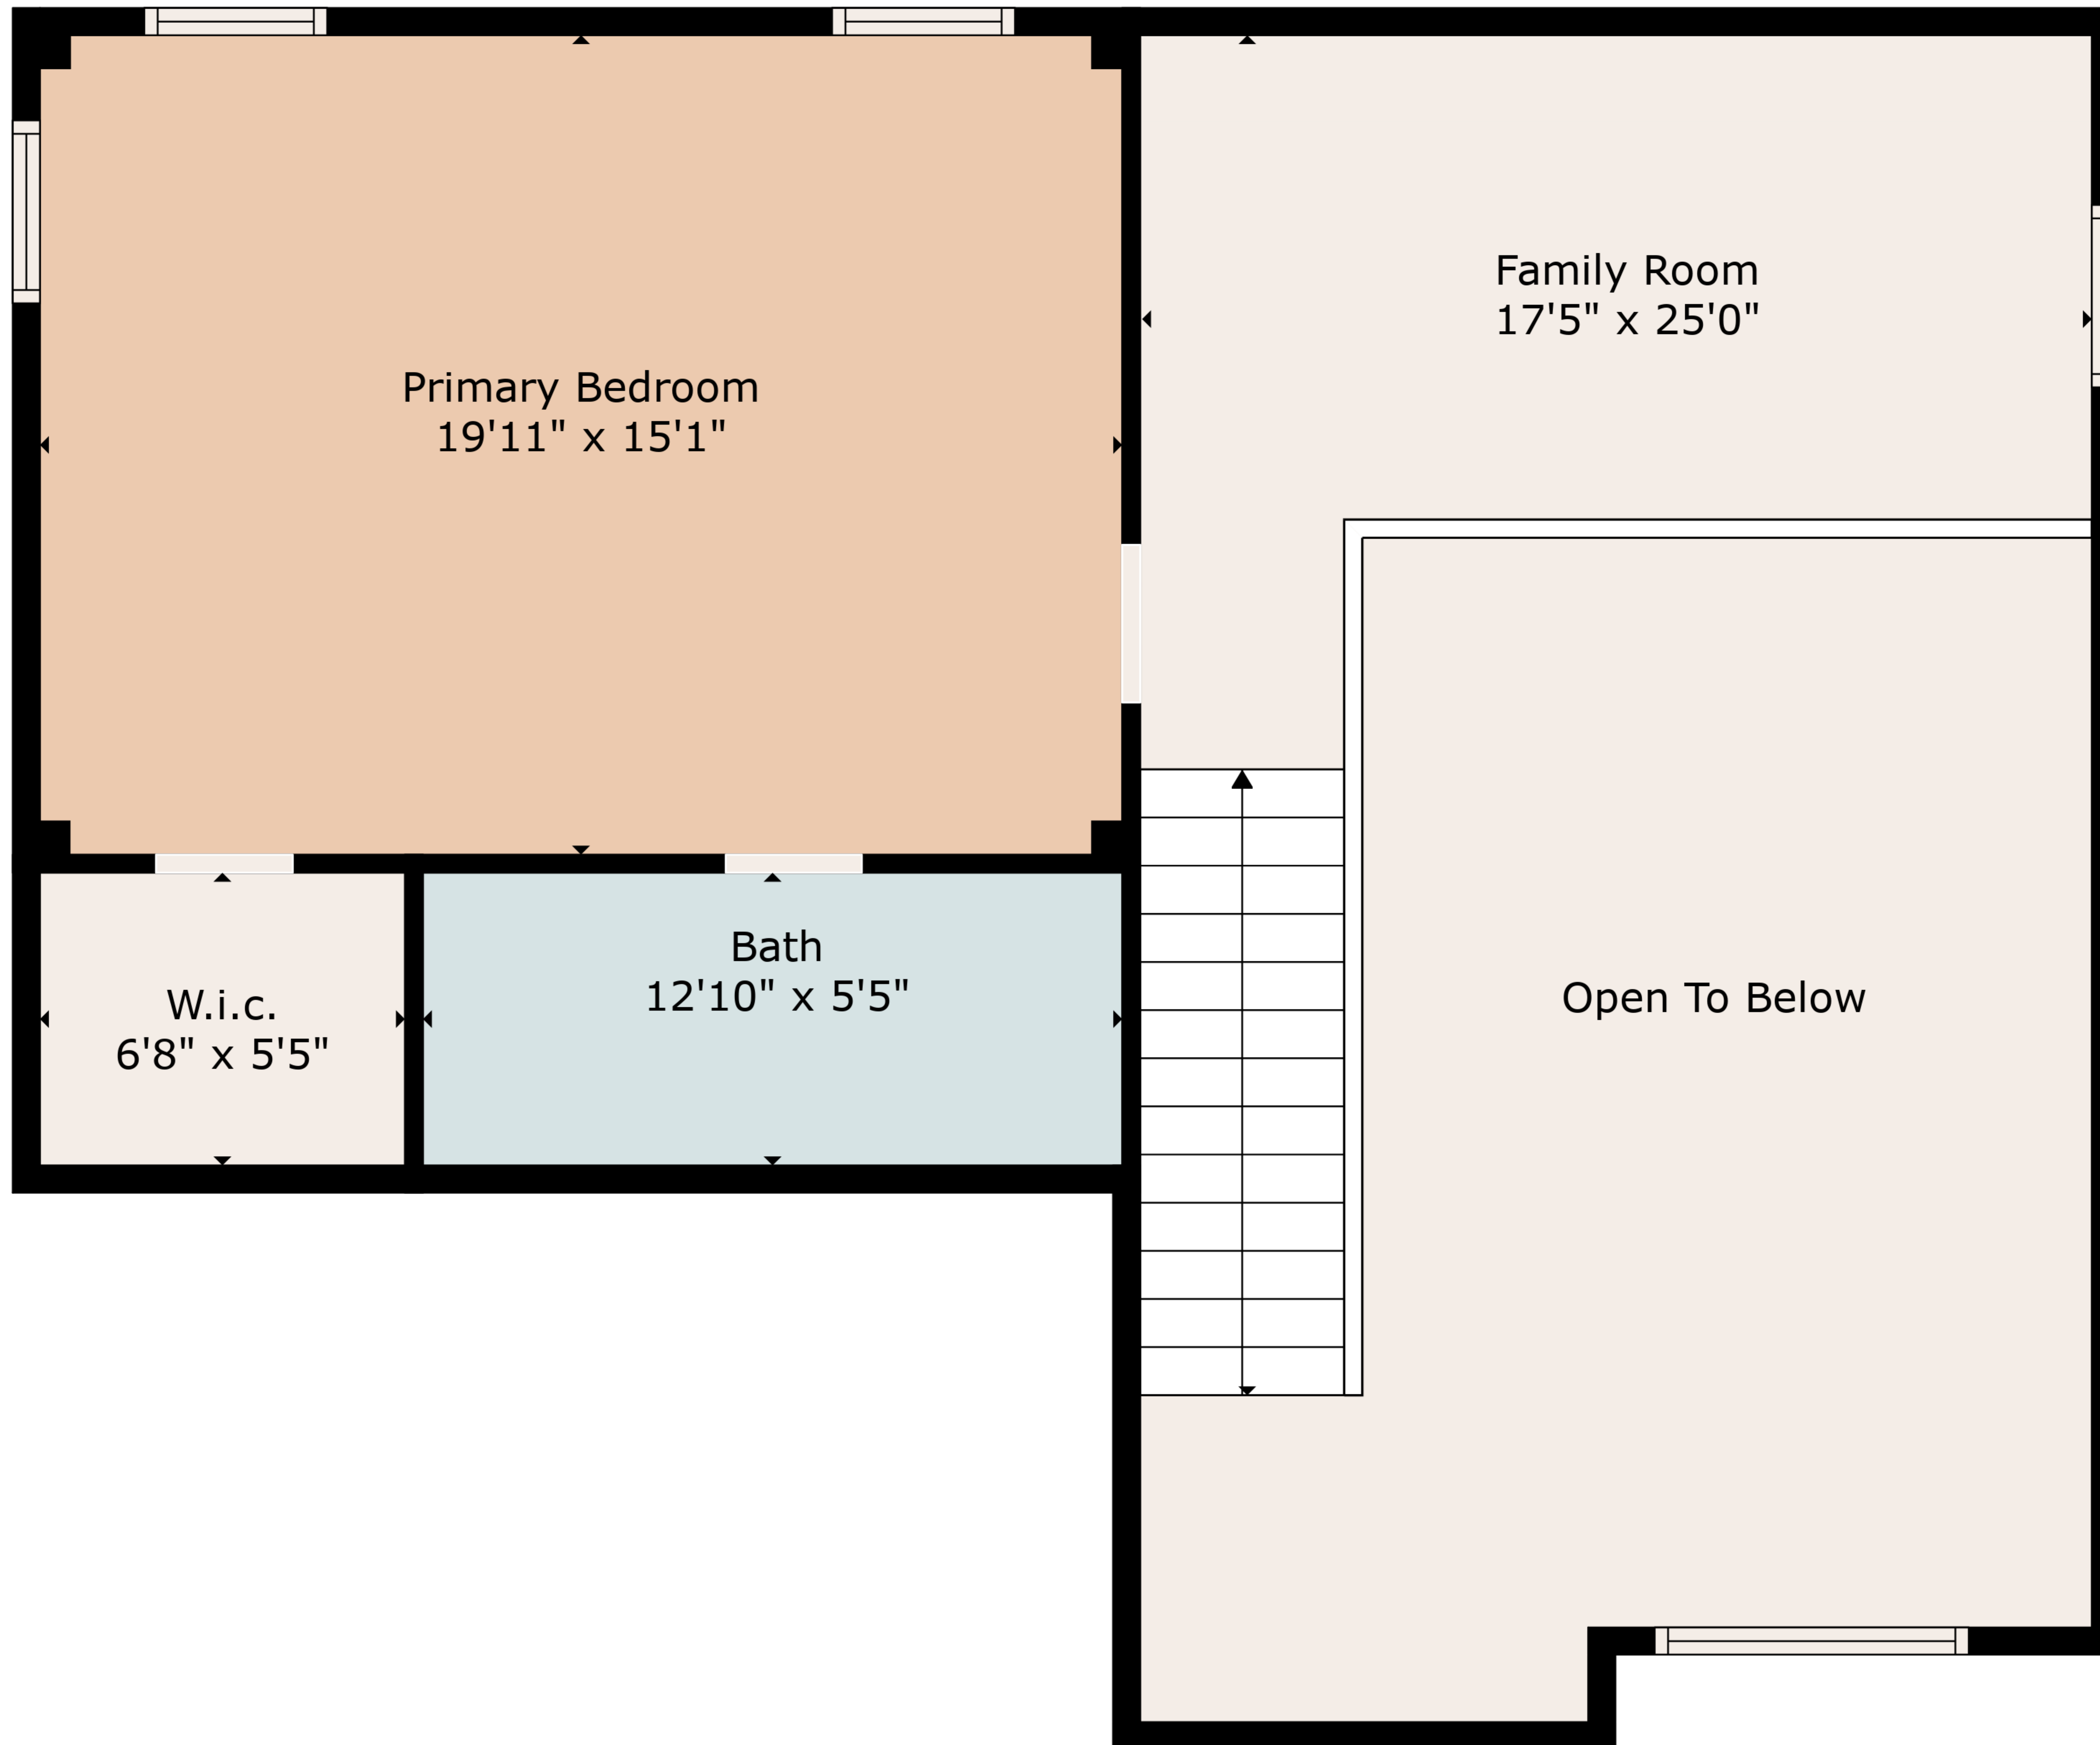 Family Room
17'5" x 25'0"
Primary Bedroom
19'11" x 15'1"
Bath
12'10" x 5'5"
W.i.c.
6'8" x 5'5"
Open To Below